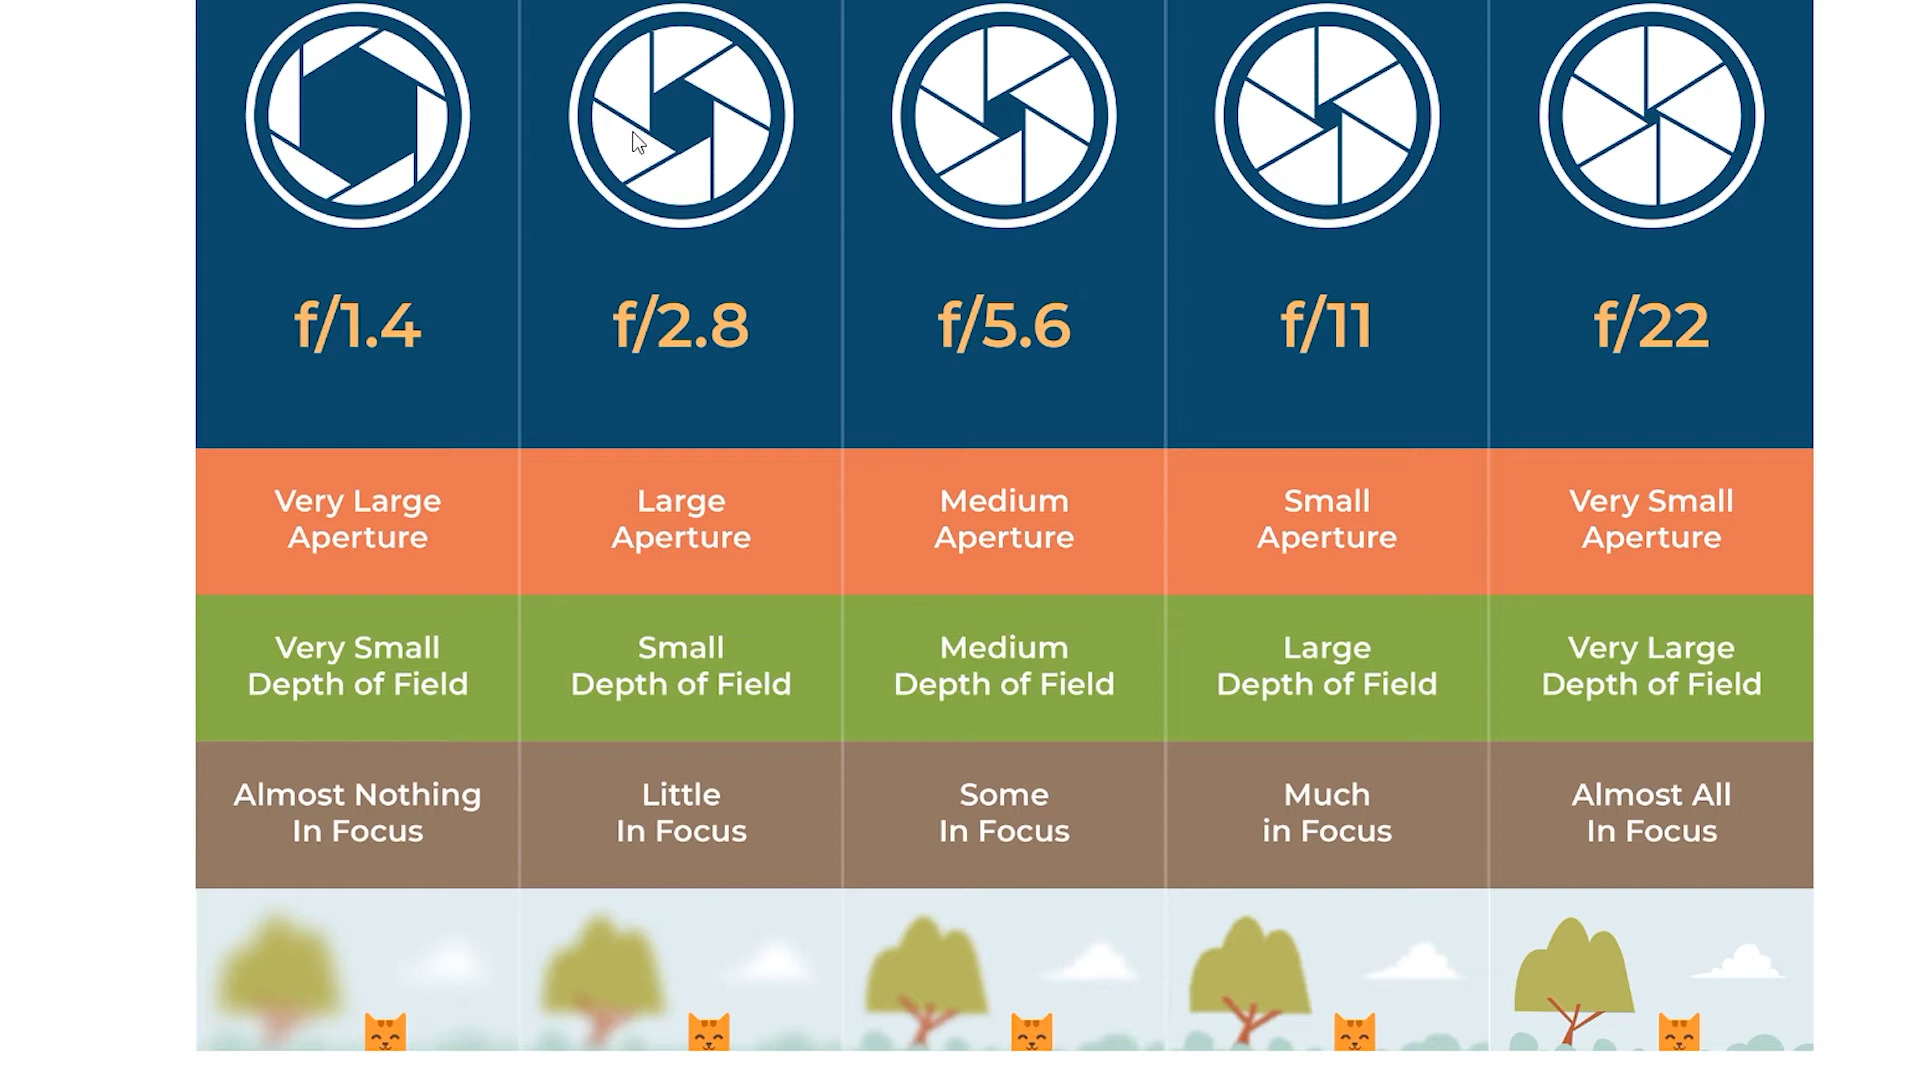 f/1.4
f/2.8
f/5.6
f/11
f/22
Very Large
Aperture
Large
Aperture
Medium
Aperture
Small
Aperture
Very Small
Aperture
Very Small
Depth of Field
Small
Depth of Field
Medium
Depth of Field
Large
Depth of Field
Very Large
Depth of Field
Almost Nothing
In Focus
Little
In Focus
Some
In Focus
Much
in Focus
Almost All
In Focus